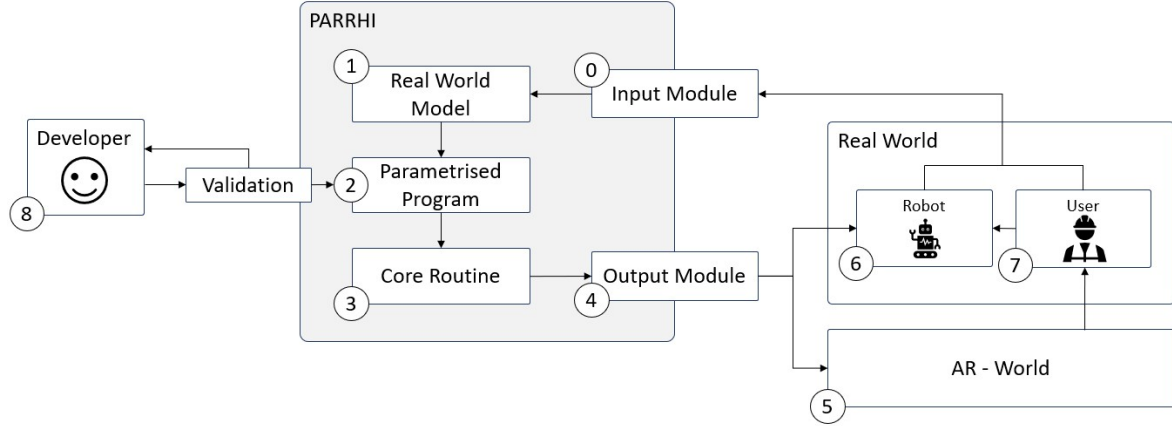 PARRHI
1
Real World
Model
0
Input Module
Developer
8
Validation
2
Parametrised
Program
3
Core Routine
4
Output Module
Real World
Robot
6
User
7
AR - World
5